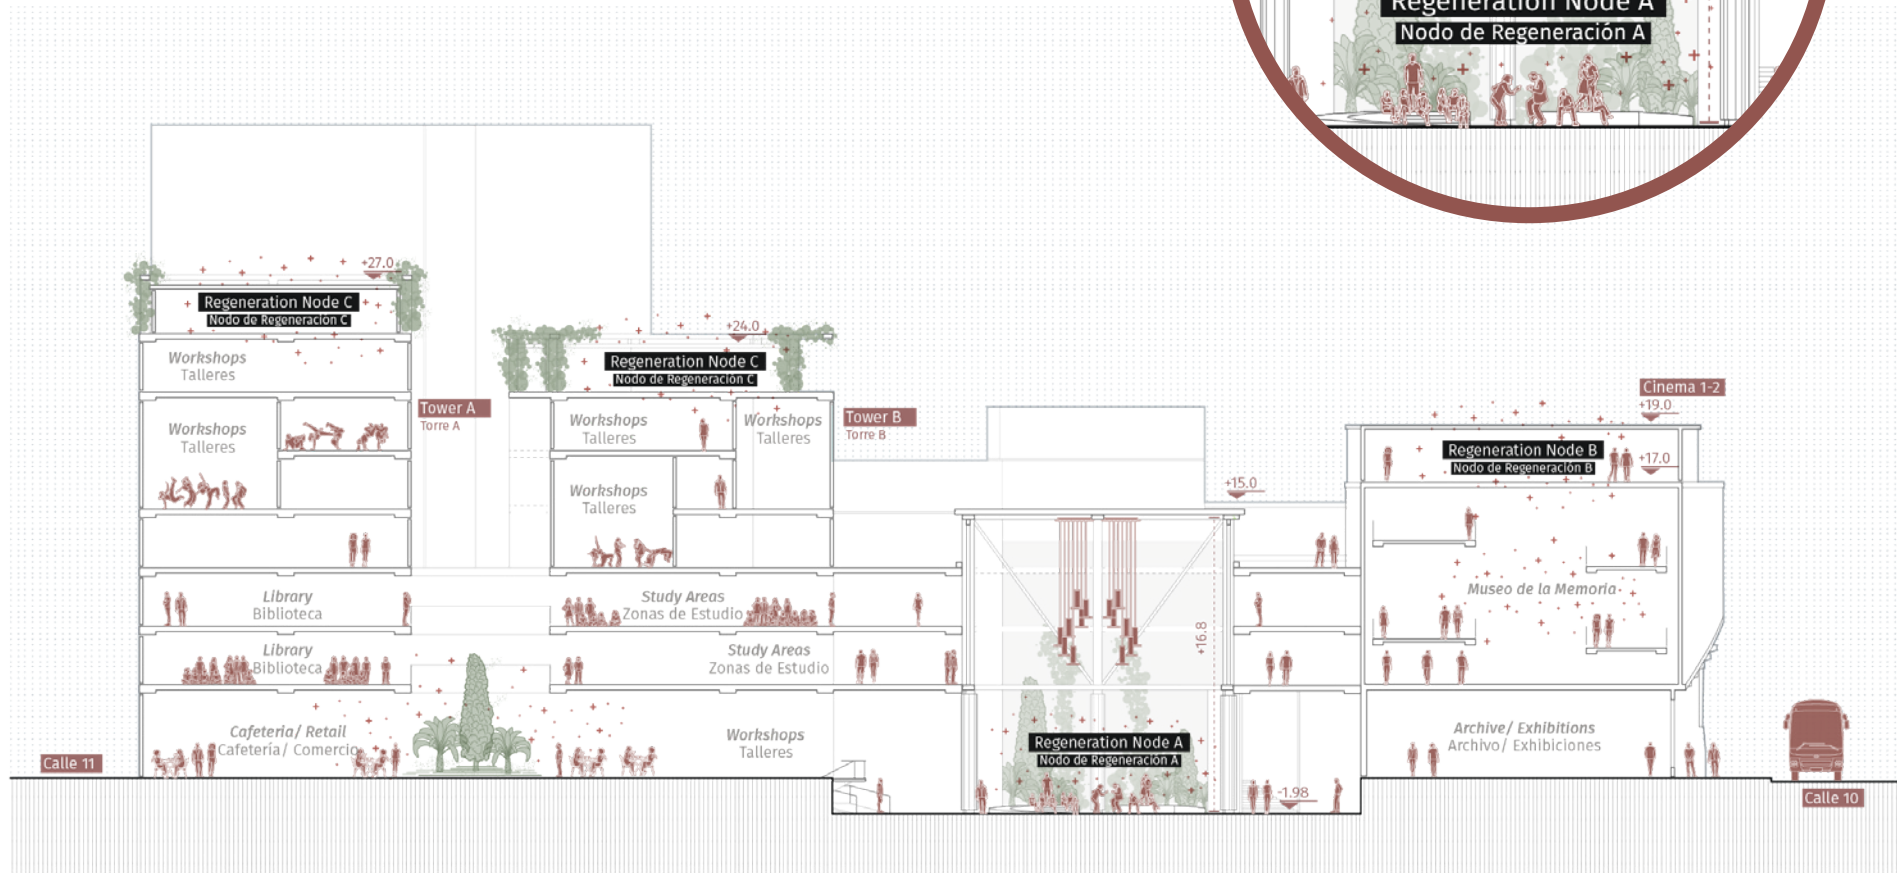 Regeneration Node A
Nodo de Regeneración A
+27.0
Regeneration Node C
Nodo de Regeneración C
+24.0
Regeneration Node C
Nodo de Regeneración C
Workshops
Talleres
Tower A
Torre A
Workshops
Talleres
Workshops
Talleres
Workshops
Talleres
Tower B
Torre B
Workshops
Talleres
Cinema 1-2
+19.0
Regeneration Node B
Nodo de Regeneración B
+17.0
+15.0
Library
Biblioteca
Study Areas
Zonas de Estudio
Museo de la Memoria
+16.8
Library
Biblioteca
Study Areas
Zonas de Estudio
Cafeteria/ Retail
Cafetería/ Comercio
Workshops
Talleres
Regeneration Node A
Nodo de Regeneración A
Archive/ Exhibitions
Archivo/ Exhibiciones
Calle 11
-1.98
Calle 10